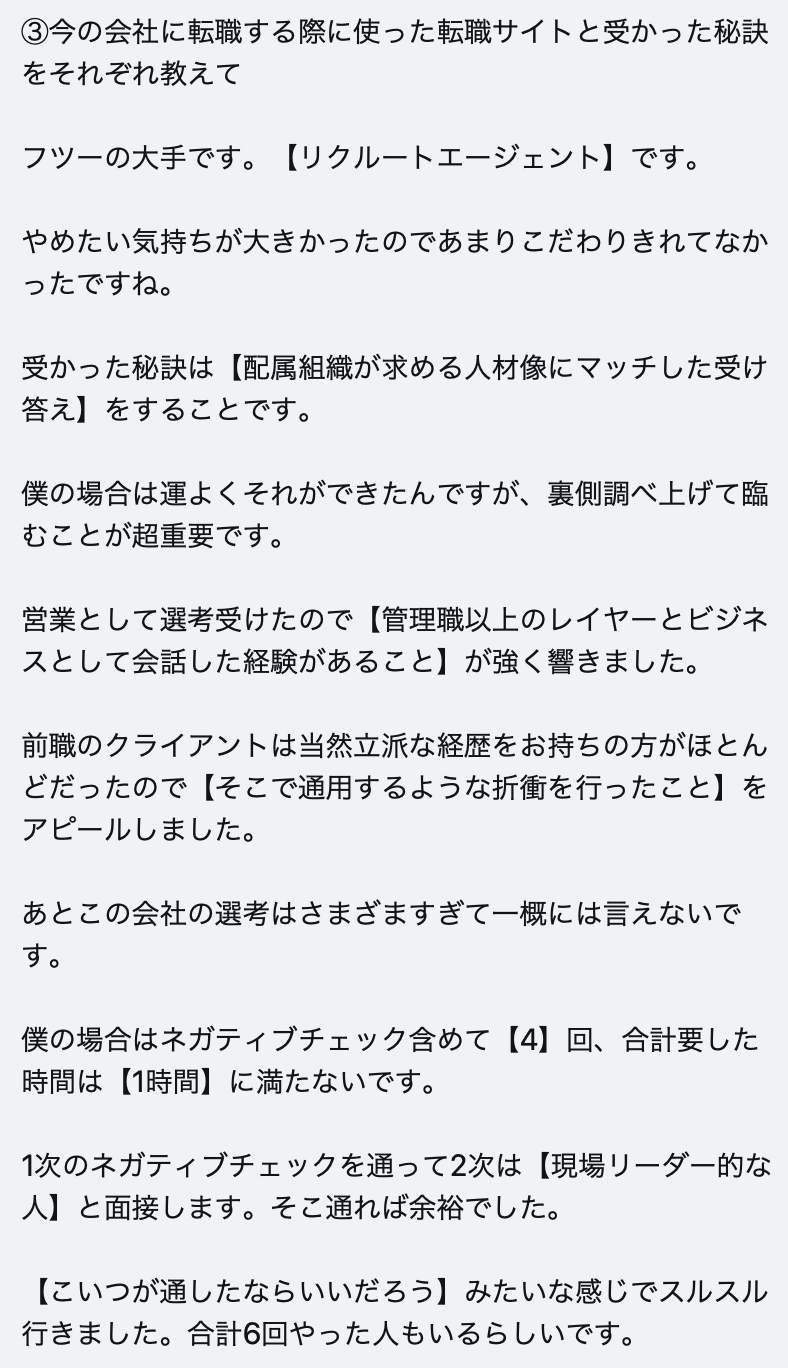 ③今の会社に転職する際に使った転職サイトと受かった秘訣
をそれぞれ教えて
フツーの大手です。【リクルートエージェント】です。
やめたい気持ちが大きかったのであまりこだわりきれてなか
ったですね。
受かった秘訣は【配属組織が求める人材像にマッチした受け
答え】をすることです。
僕の場合は運よくそれができたんですが、裏側調べ上げて臨
むことが超重要です。
営業として選考受けたので【管理職以上のレイヤーとビジネ
スとして会話した経験があること】が強く響きました。
前職のクライアントは当然立派な経歴をお持ちの方がほとん
どだったので【そこで通用するような折衝を行ったこと】を
アピールしました。
あとこの会社の選考はさまざますぎて一概には言えないで
す。
僕の場合はネガティブチェック含めて【4】回、合計要した
時間は【1時間】に満たないです。
1次のネガティブチェックを通って2次は【現場リーダー的な
人】と面接します。そこ通れば余裕でした。
【こいつが通したならいいだろう】みたいな感じでスルスル
行きました。合計6回やった人もいるらしいです。